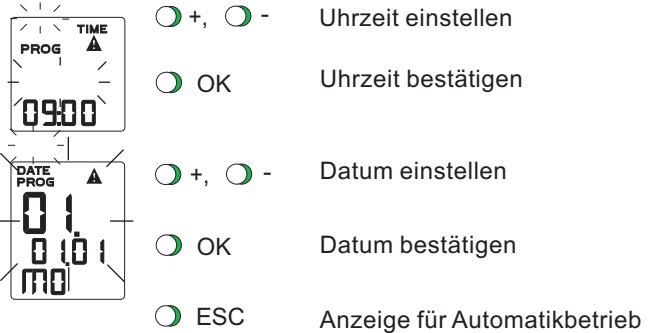 TIME
+, -
Uhrzeit einstellen
PROG
OK
Uhrzeit bestätigen
09:00
DATE
PROG
+, -
Datum einstellen
01.
01.01
OK
Datum bestätigen
mo
ESC
Anzeige für Automatikbetrieb